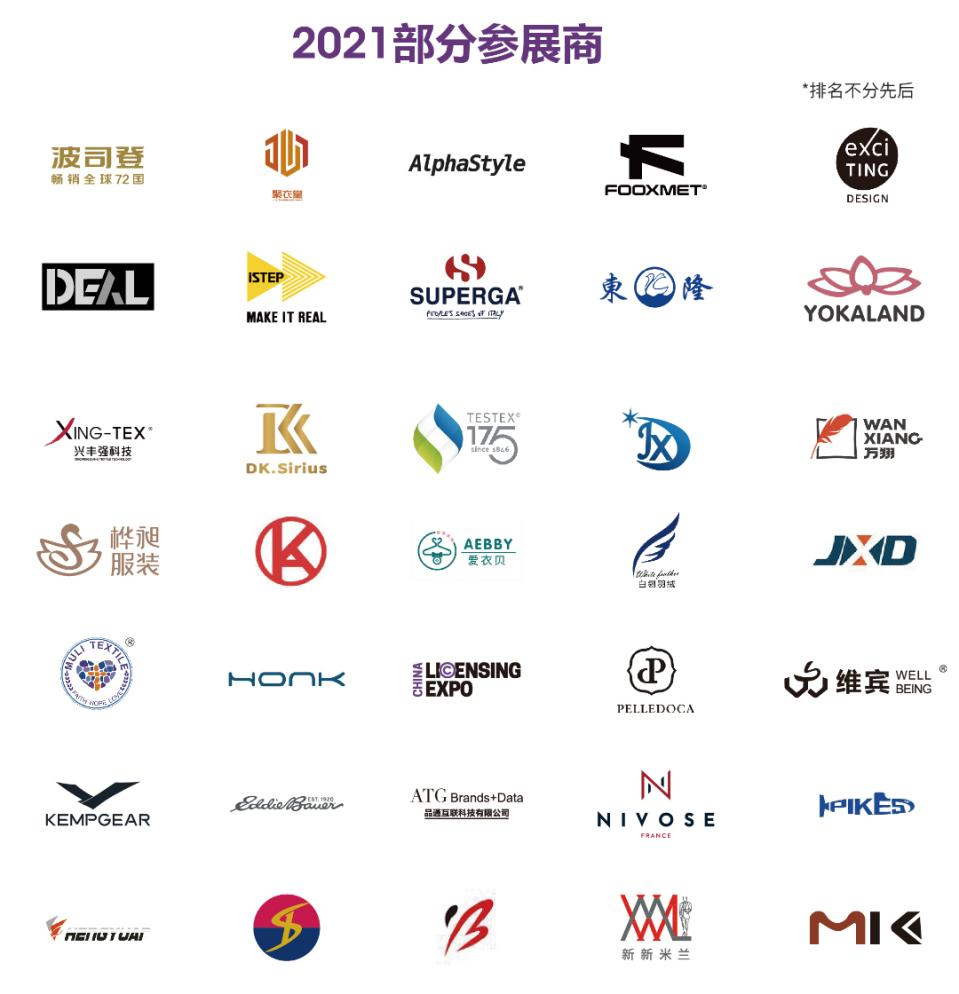 2021部分参展商
*排名不分先后
波司登
畅销全球72国
聚衣堂
AlphaStyle
FOOXMET®
exci
TING
DESIGN
DEAL
iSTEP
MAKE IT REAL
SUPERGA®
PEOPLE'S SHOES OF ITALY
東 隆
YOKALAND
XING-TEX®
兴丰强科技
DK.Sirius
TESTEX®
175
since 1846
JX
WAN
XIANG
万翔
桦昶
服装
K
AEBBY
爱衣贝
White feather
白翎羽绒
JXD
®
MULI TEXTILE
FAITH HOPE LOVE
HONK
CHINA
LICENSING
EXPO
dP
PELLEDOCA
维宾 WELL BEING ®
KEMPGEAR
EST. 1920
Eddie Bauer
ATG Brands+Data
品通互联科技有限公司
N
NIVOSE
FRANCE
PIKES
HENGYUAN
S
B
XXML
新新米兰
MIK